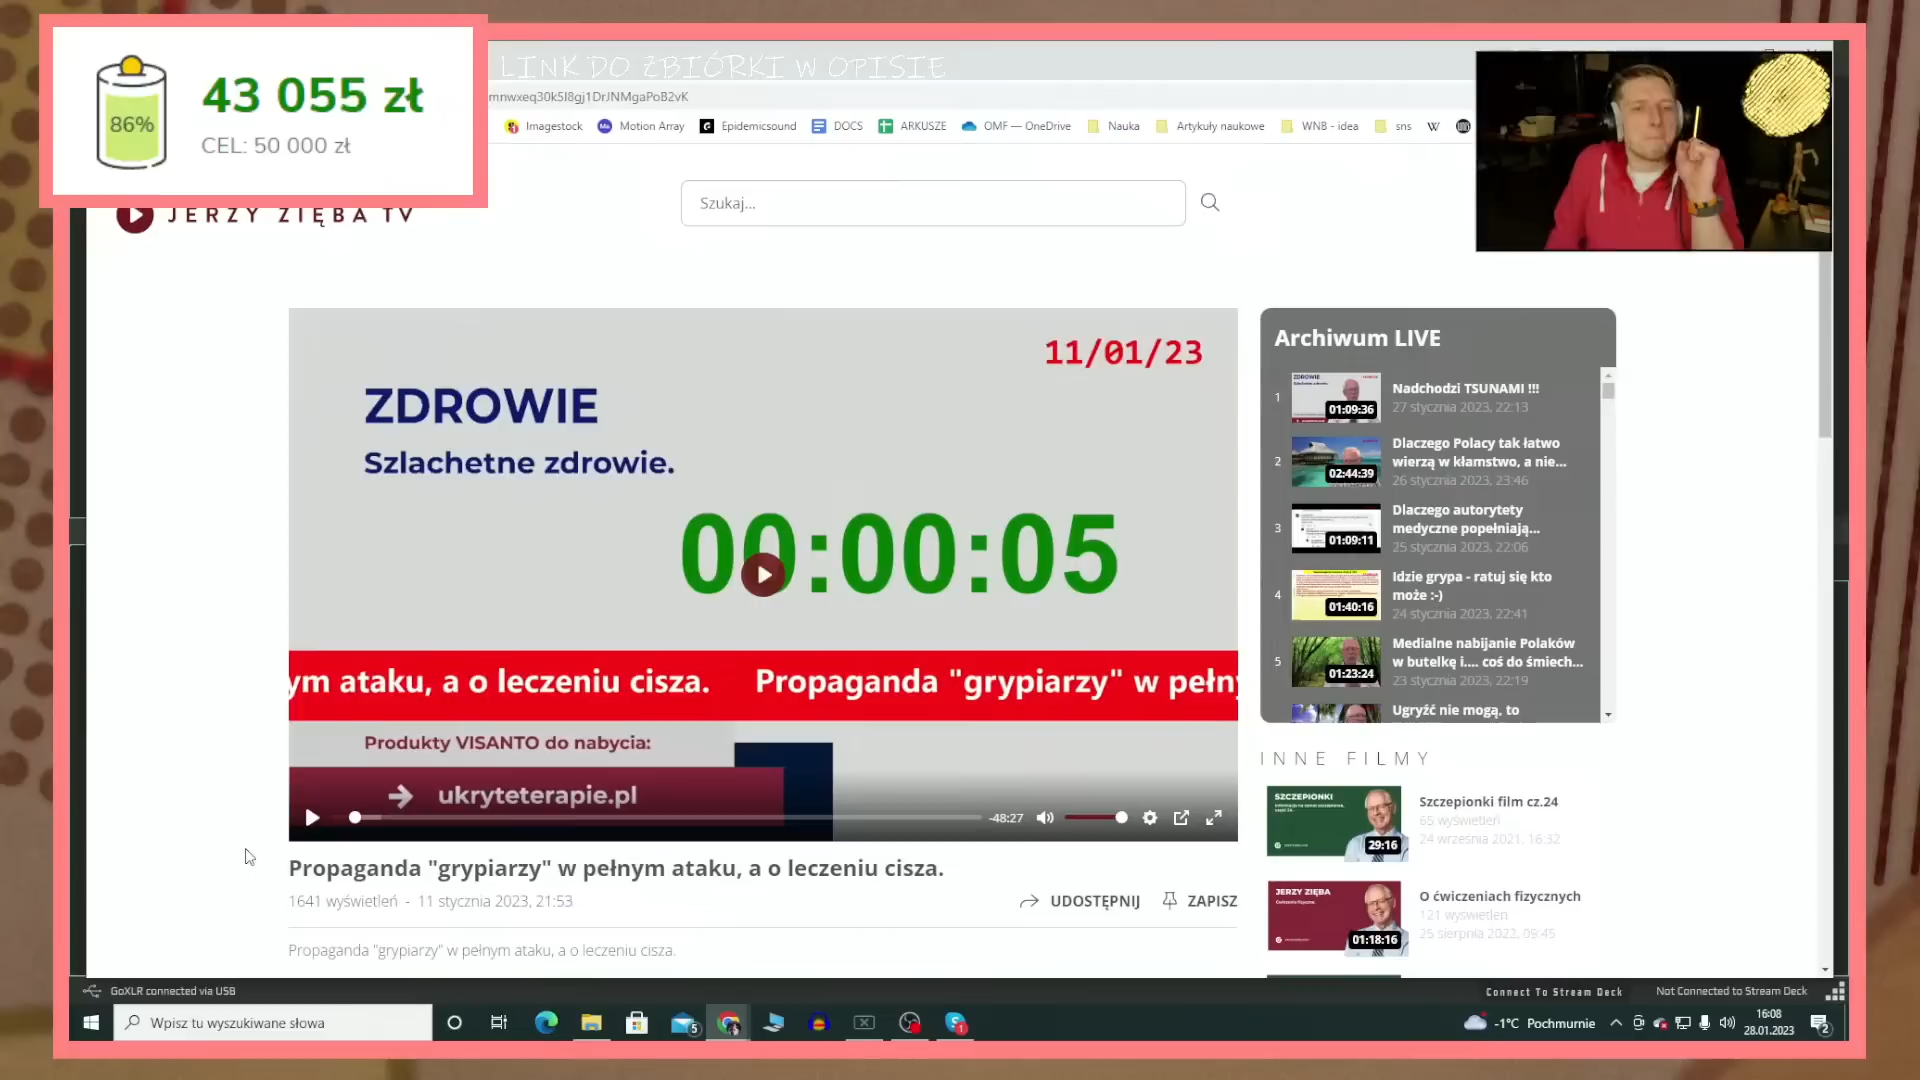 43 055 zł
86%
CEL: 50 000 zł
LINK DO ZBIÓRKI W OPISIE
mnwxeq30k5l8gj1DrJNMgaPoB2vK
Imagestock
Motion Array
Epidemicsound
DOCS
ARKUSZE
OMF — OneDrive
Nauka
Artykuły naukowe
WNB - idea
sns
JERZY ZIĘBA TV
Szukaj...
11/01/23
ZDROWIE
Szlachetne zdrowie.
00:00:05
ym ataku, a o leczeniu cisza. Propaganda "grypiarzy" w pełny
Produkty VISANTO do nabycia:
ukryteterapie.pl
-48:27
Propaganda "grypiarzy" w pełnym ataku, a o leczeniu cisza.
1641 wyświetleń - 11 stycznia 2023, 21:53
UDOSTĘPNIJ
ZAPISZ
Propaganda "grypiarzy" w pełnym ataku, a o leczeniu cisza.
Archiwum LIVE
1
ZDROWIE
01:09:36
Nadchodzi TSUNAMI !!!
27 stycznia 2023, 22:13
2
02:44:39
Dlaczego Polacy tak łatwo
wierzą w kłamstwo, a nie...
26 stycznia 2023, 23:46
3
01:09:11
Dlaczego autorytety
medyczne popełniają...
25 stycznia 2023, 22:06
4
01:40:16
Idzie grypa - ratuj się kto
może :-)
24 stycznia 2023, 22:41
5
01:23:24
Medialne nabijanie Polaków
w butelkę i.... coś do śmiech...
23 stycznia 2023, 22:19
Ugryźć nie mogą, to
INNE FILMY
SZCZEPIONKI
29:16
Szczepionki film cz.24
65 wyświetleń
24 września 2021, 16:32
JERZY ZIĘBA
01:18:16
O ćwiczeniach fizycznych
121 wyświetleń
25 sierpnia 2022, 09:45
GoXLR connected via USB
Connect To Stream Deck
Not Connected to Stream Deck
Wpisz tu wyszukiwane słowa
5
1
-1°C Pochmurnie
16:08
28.01.2023
2